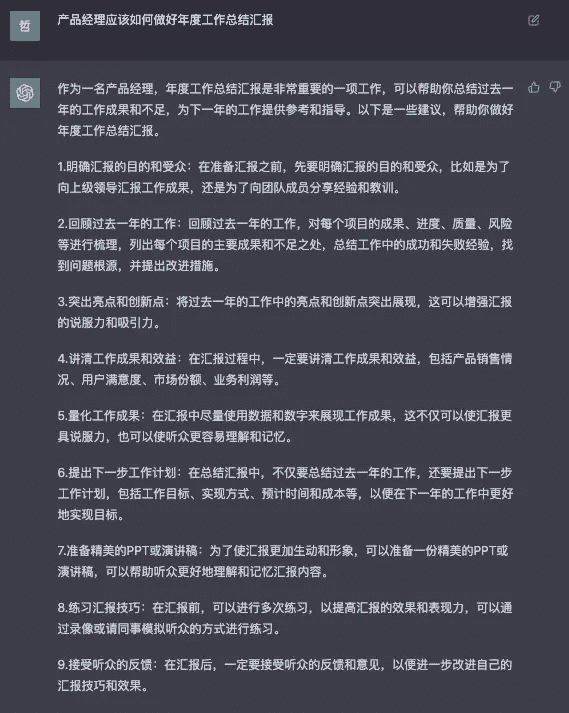 哲
产品经理应该如何做好年度工作总结汇报
作为一名产品经理，年度工作总结汇报是非常重要的一项工作，可以帮助你总结过去一
年的工作成果和不足，为下一年的工作提供参考和指导。以下是一些建议，帮助你做好
年度工作总结汇报。
1.明确汇报的目的和受众：在准备汇报之前，先要明确汇报的目的和受众，比如是为了
向上级领导汇报工作成果，还是为了向团队成员分享经验和教训。
2.回顾过去一年的工作：回顾过去一年的工作，对每个项目的成果、进度、质量、风险
等进行梳理，列出每个项目的主要成果和不足之处，总结工作中的成功和失败经验，找
到问题根源，并提出改进措施。
3.突出亮点和创新点：将过去一年的工作中的亮点和创新点突出展现，这可以增强汇报
的说服力和吸引力。
4.讲清工作成果和效益：在汇报过程中，一定要讲清工作成果和效益，包括产品销售情
况、用户满意度、市场份额、业务利润等。
5.量化工作成果：在汇报中尽量使用数据和数字来展现工作成果，这不仅可以使汇报更
具说服力，也可以使听众更容易理解和记忆。
6.提出下一步工作计划：在总结汇报中，不仅要总结过去一年的工作，还要提出下一步
工作计划，包括工作目标、实现方式、预计时间和成本等，以便在下一年的工作中更好
地实现目标。
7.准备精美的PPT或演讲稿：为了使汇报更加生动和形象，可以准备一份精美的PPT或
演讲稿，可以帮助听众更好地理解和记忆汇报内容。
8.练习汇报技巧：在汇报前，可以进行多次练习，以提高汇报的效果和表现力，可以通
过录像或请同事模拟听众的方式进行练习。
9.接受听众的反馈：在汇报后，一定要接受听众的反馈和意见，以便进一步改进自己的
汇报技巧和效果。